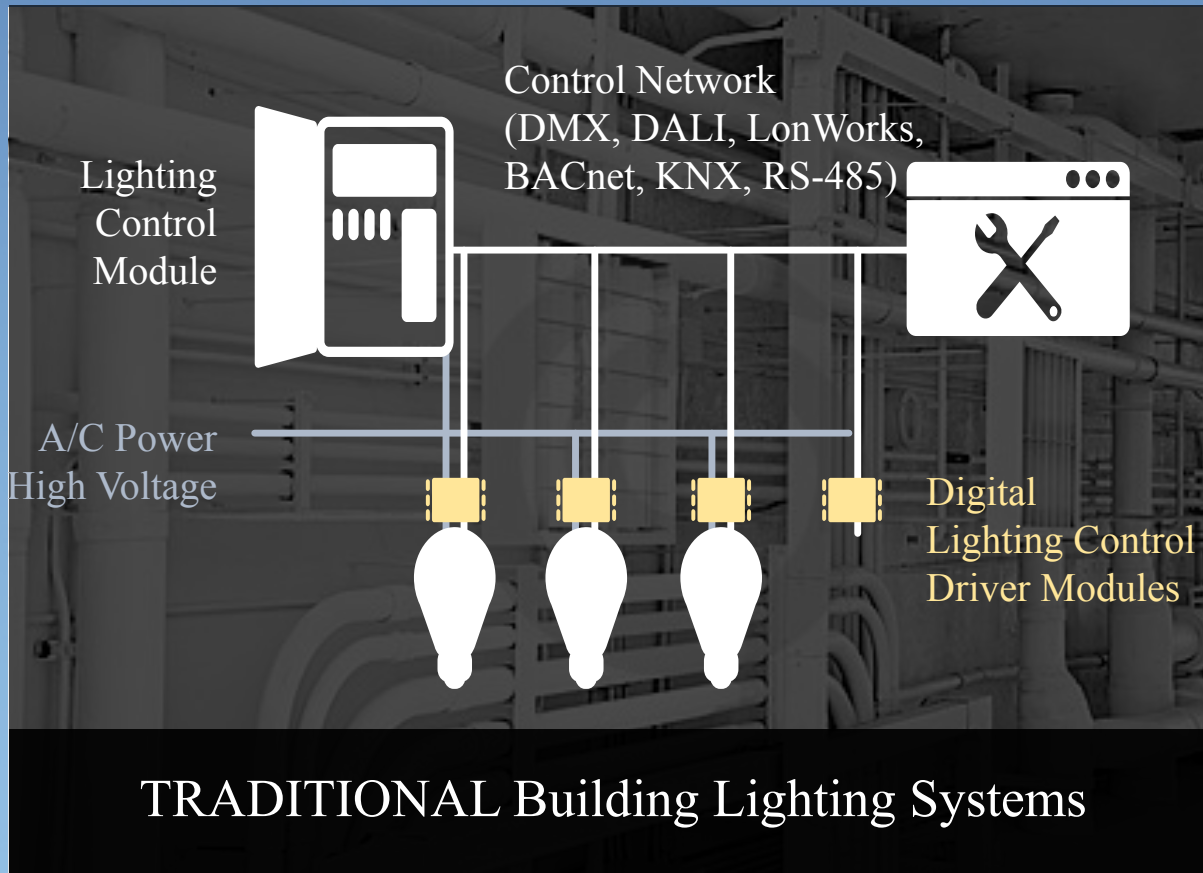 Control Network
(DMX, DALI, LonWorks,
BACnet, KNX, RS-485)
Lighting
Control
Module
A/C Power
High Voltage
Digital
Lighting Control
Driver Modules
TRADITIONAL Building Lighting Systems